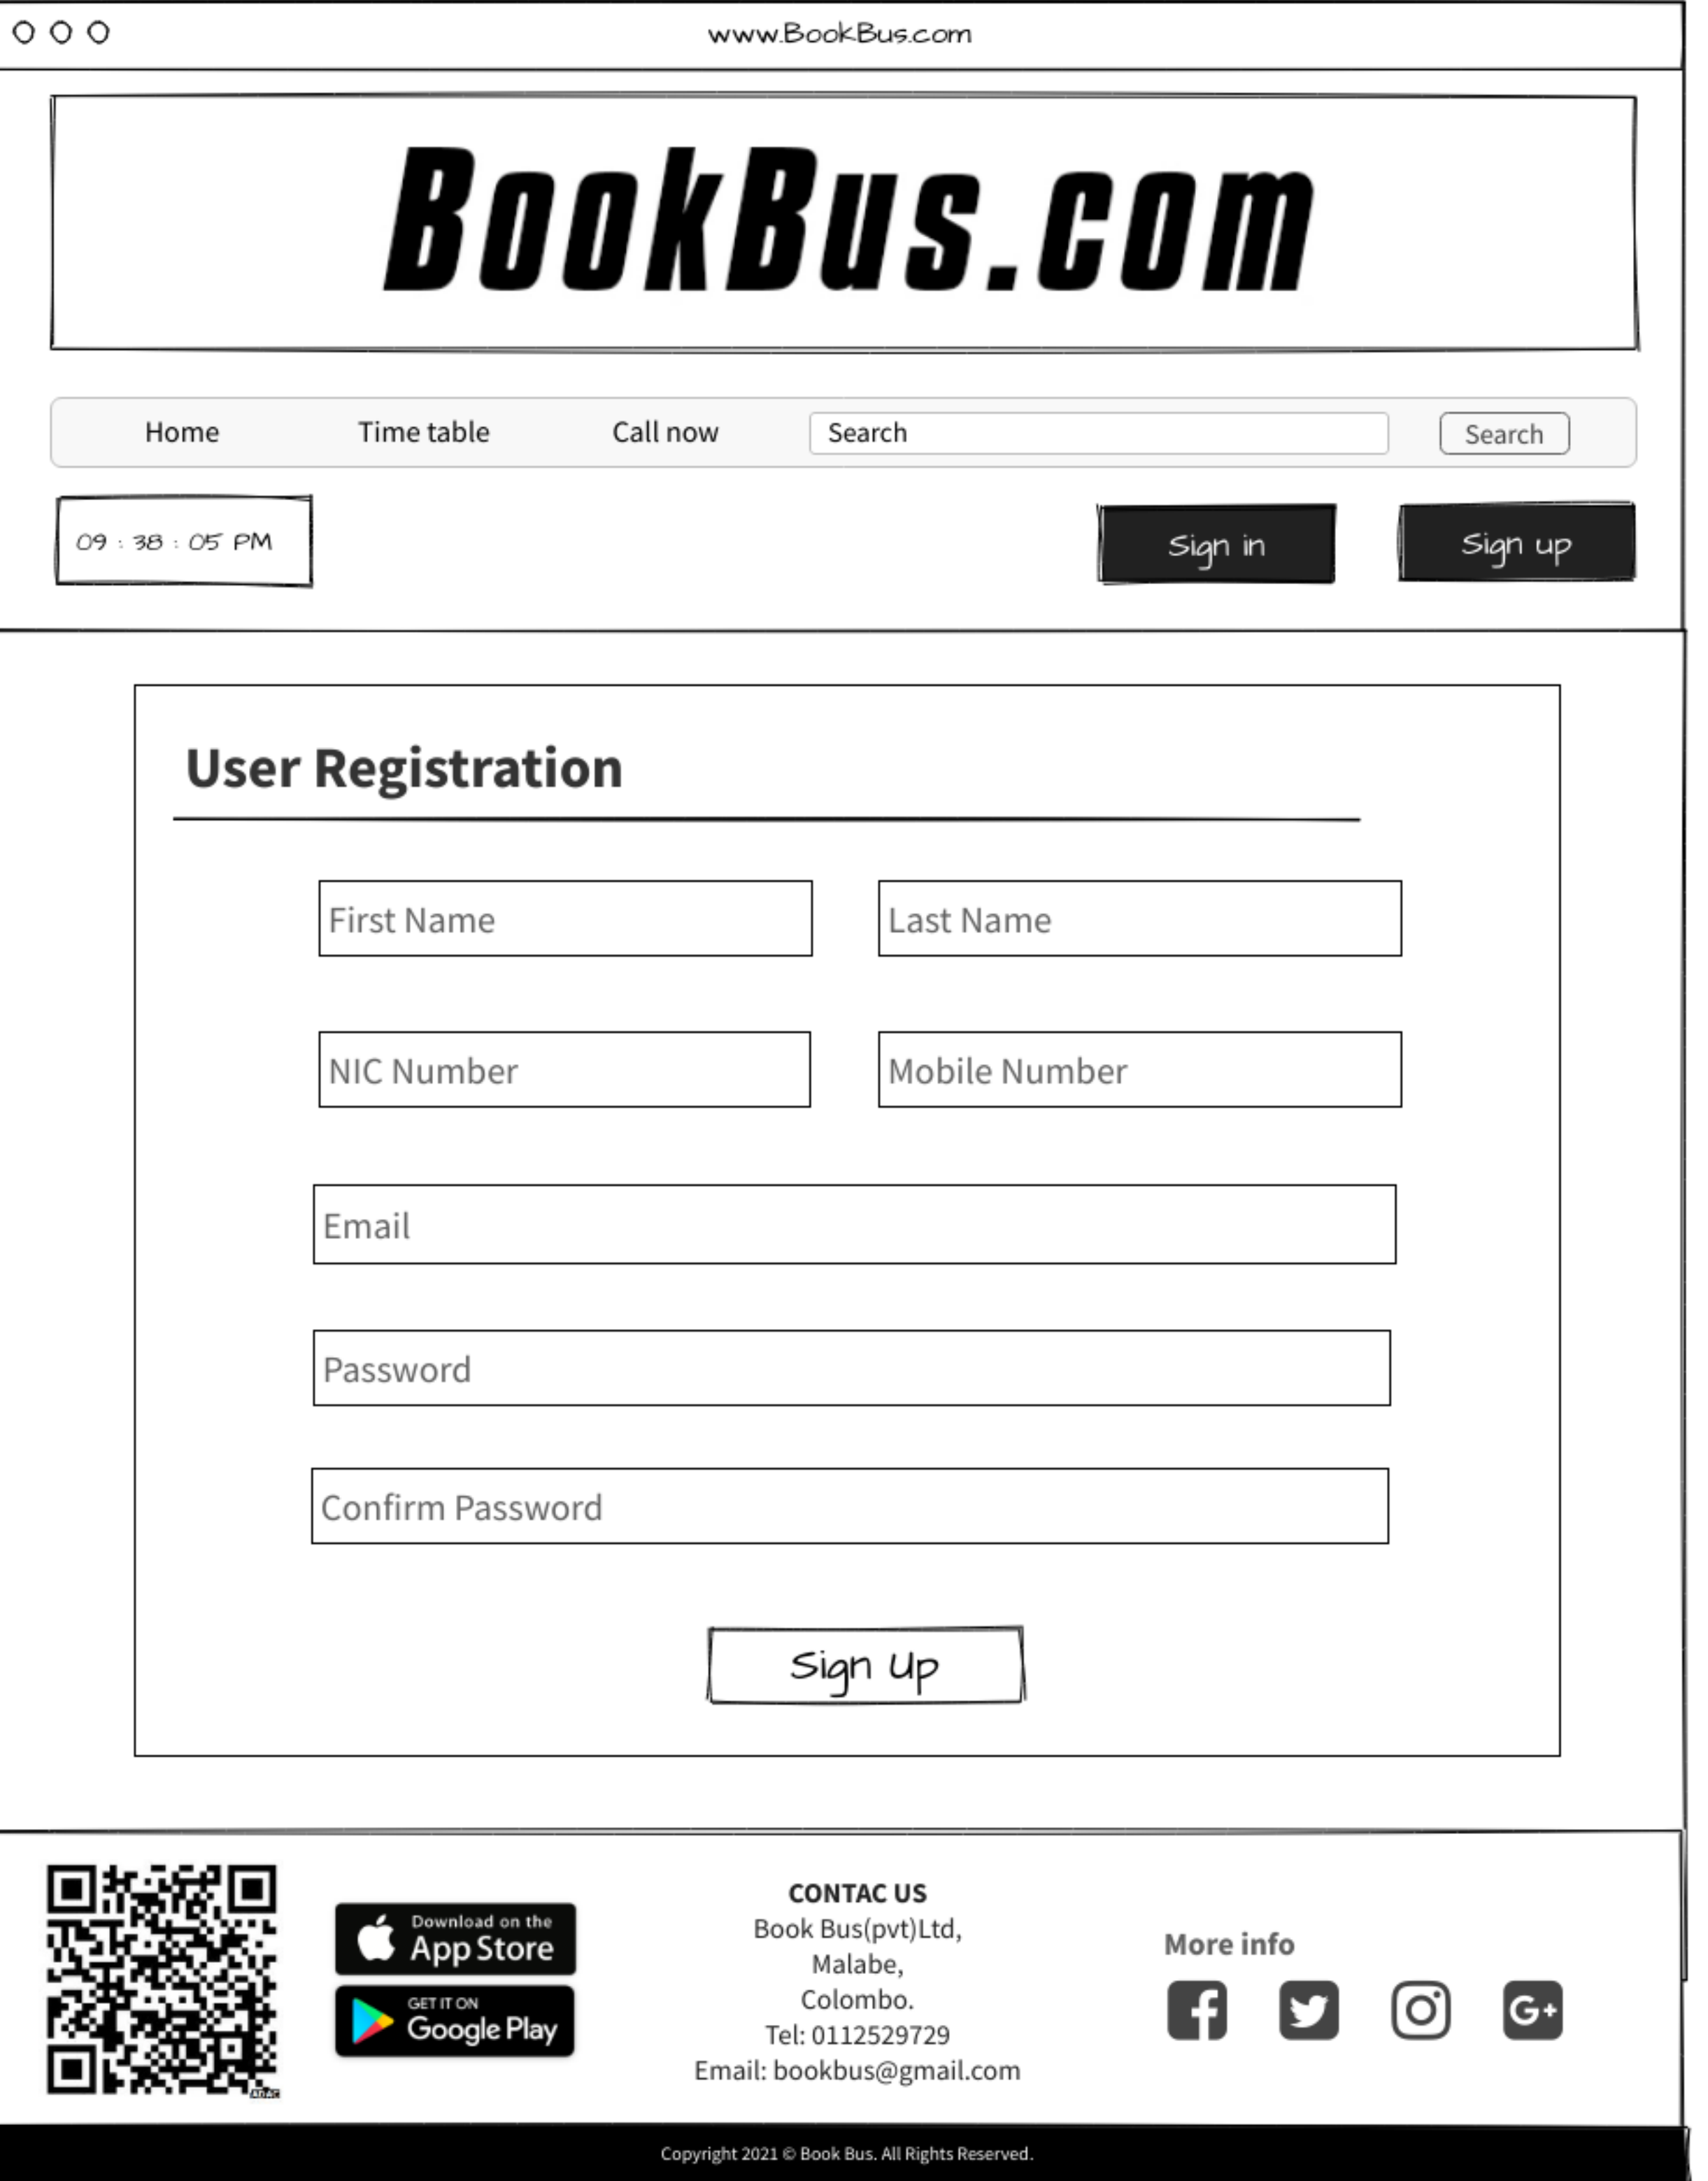 www.BookBus.com
BookBus.com
Home Time table Call now Search Search
09 : 38 : 05 PM Sign in Sign up
User Registration
First Name Last Name
NIC Number Mobile Number
Email
Password
Confirm Password
Sign Up
Download on the
App Store
GET IT ON
Google Play
CONTAC US
Book Bus(pvt)Ltd,
Malabe,
Colombo.
Tel: 0112529729
Email: bookbus@gmail.com
More info
Copyright 2021 © Book Bus. All Rights Reserved.